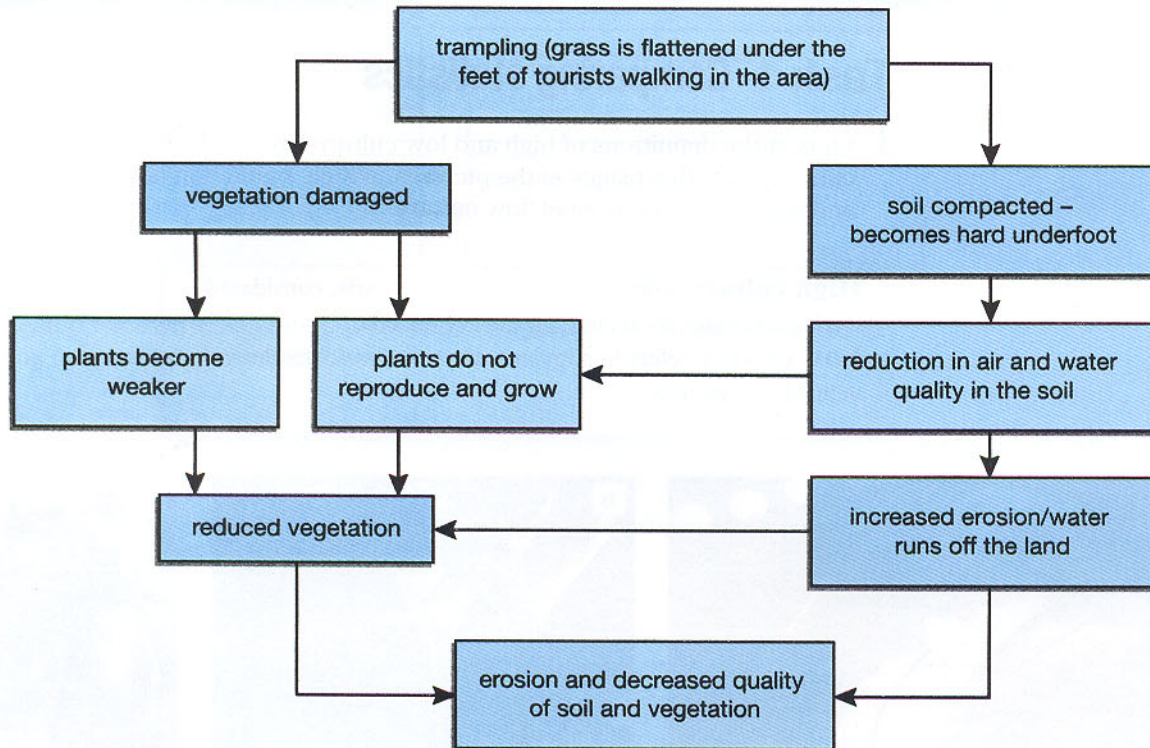 trampling (grass is flattened under the
feet of tourists walking in the area)
vegetation damaged
soil compacted –
becomes hard underfoot
plants become
weaker
plants do not
reproduce and grow
reduction in air and water
quality in the soil
reduced vegetation
increased erosion/water
runs off the land
erosion and decreased quality
of soil and vegetation